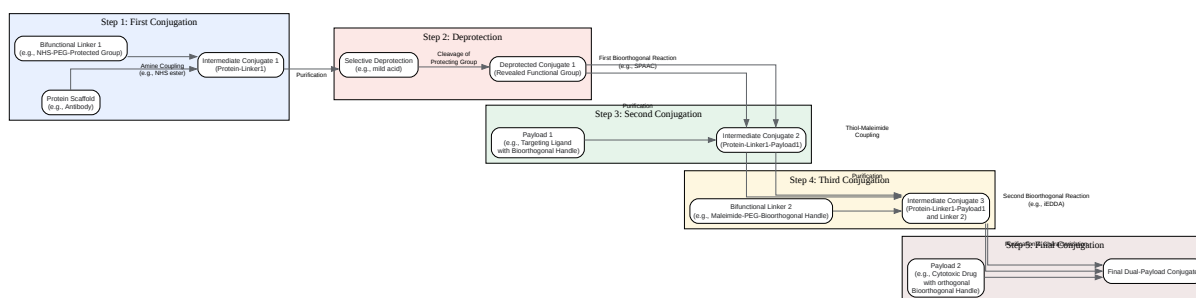 Step 1: First Conjugation
Bifunctional Linker 1
(e.g., NHS-PEG-Protected Group)
Amine Coupling
(e.g., NHS ester)
Intermediate Conjugate 1
(Protein-Linker1)
Protein Scaffold
(e.g., Antibody)
Purification
Step 2: Deprotection
Selective Deprotection
(e.g., mild acid)
Cleavage of
Protecting Group
Deprotected Conjugate 1
(Revealed Functional Group)
First Bioorthogonal Reaction
(e.g., SPAAC)
Purification
Step 3: Second Conjugation
Payload 1
(e.g., Targeting Ligand
with Bioorthogonal Handle)
Intermediate Conjugate 2
(Protein-Linker1-Payload1)
Thiol-Maleimide
Coupling
Purification
Step 4: Third Conjugation
Bifunctional Linker 2
(e.g., Maleimide-PEG-Bioorthogonal Handle)
Intermediate Conjugate 3
(Protein-Linker1-Payload1
and Linker 2)
Second Bioorthogonal Reaction
(e.g., iEDDA)
Step 5: Final Conjugation
Payload 2
(e.g., Cytotoxic Drug
with orthogonal
Bioorthogonal Handle)
Final Dual-Payload Conjugate